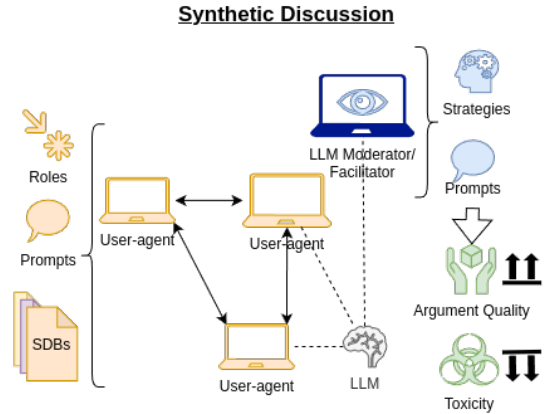 Synthetic Discussion
Roles
Prompts
SDBs
User-agent
User-agent
User-agent
LLM Moderator/
Facilitator
LLM
Strategies
Prompts
Argument Quality
Toxicity